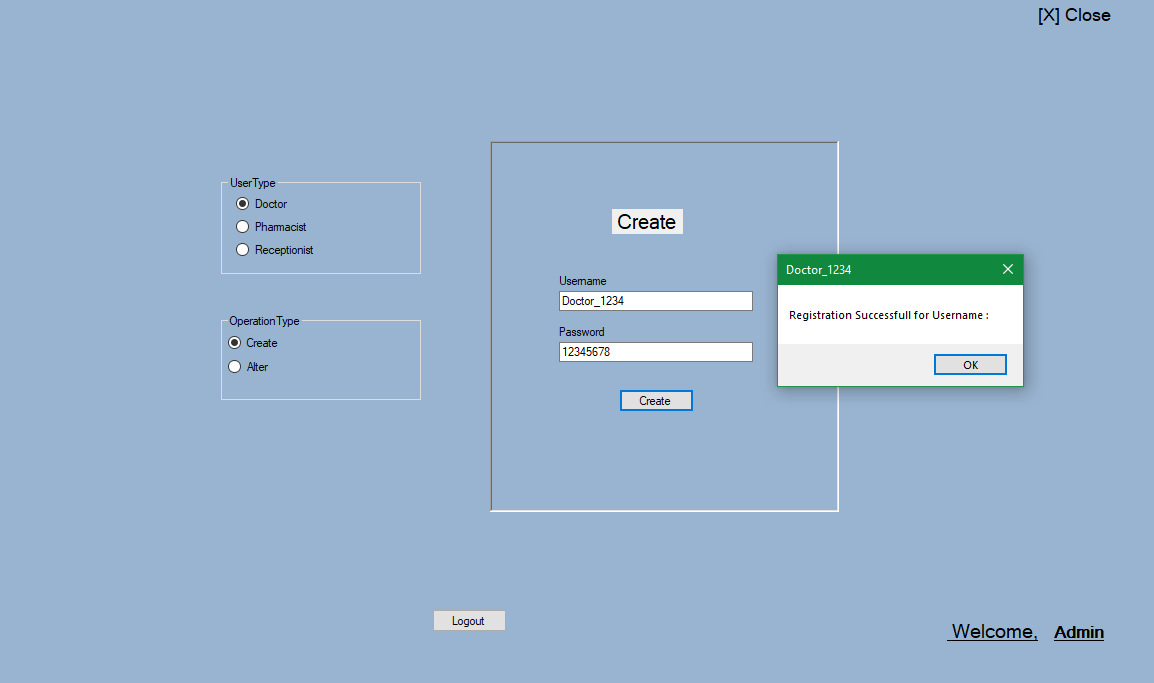 [X] Close
UserType
Doctor
Pharmacist
Receptionist
OperationType
Create
Alter
Create
Username
Doctor_1234
Password
12345678
Create
Doctor_1234
Registration Successfull for Username :
OK
Logout
Welcome, Admin